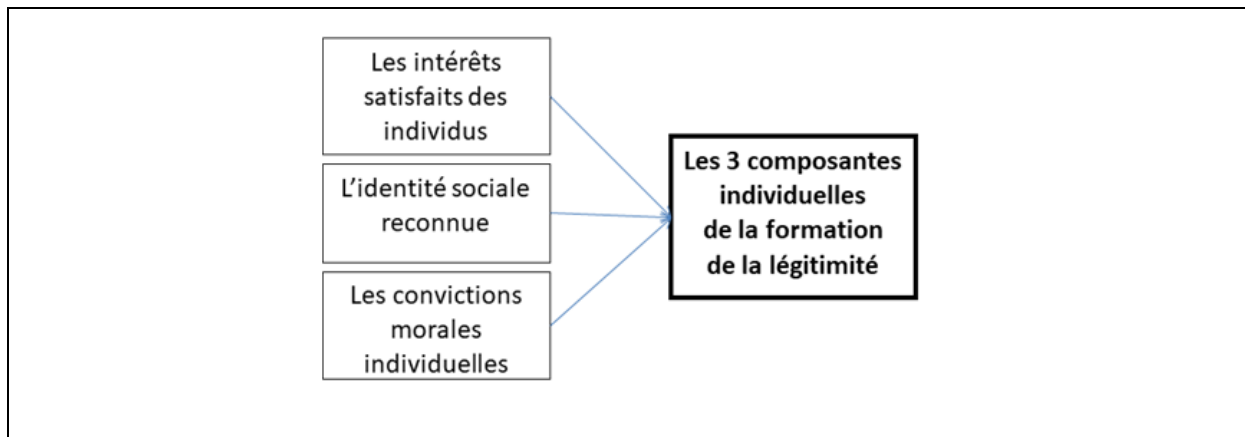 Les intérêts
satisfaits des
individus
L’identité sociale
reconnue
Les convictions
morales
individuelles
Les 3 composantes
individuelles
de la formation
de la légitimité